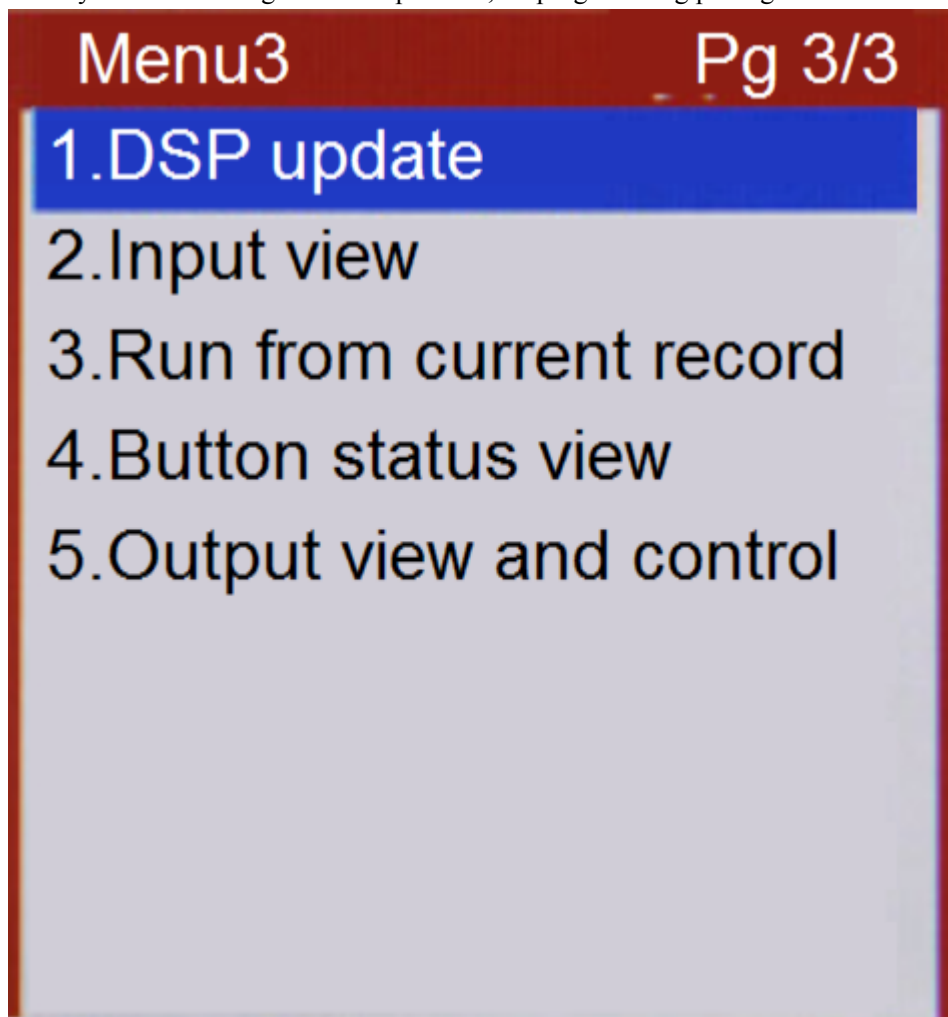 Menu3 Pg 3/3
1.DSP update
2.Input view
3.Run from current record
4.Button status view
5.Output view and control